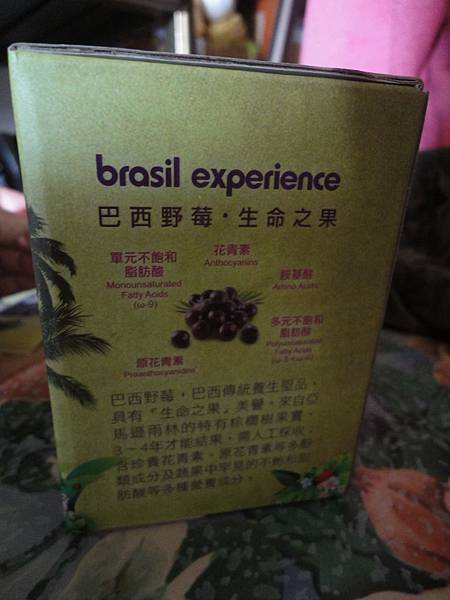 brasil experience
巴西野莓·生命之果
單元不飽和
脂肪酸
Monounsaturated
Fatty Acids
(ω-9)
花青素
Anthocyanins
胺基酸
Amino Acids
多元不飽和
脂肪酸
Polyunsaturated
Fatty Acids
原花青素
Proanthocyanidins
巴西野莓，巴西傳統養生聖品，
具有「生命之果」美譽。來自亞
馬遜雨林的特有棕櫚樹果實，
3～4年才能結果，需人工採收，
含珍貴花青素、原花青素等多酚
類成分及蔬果中罕見的不飽和脂
肪酸等多種營養成分。